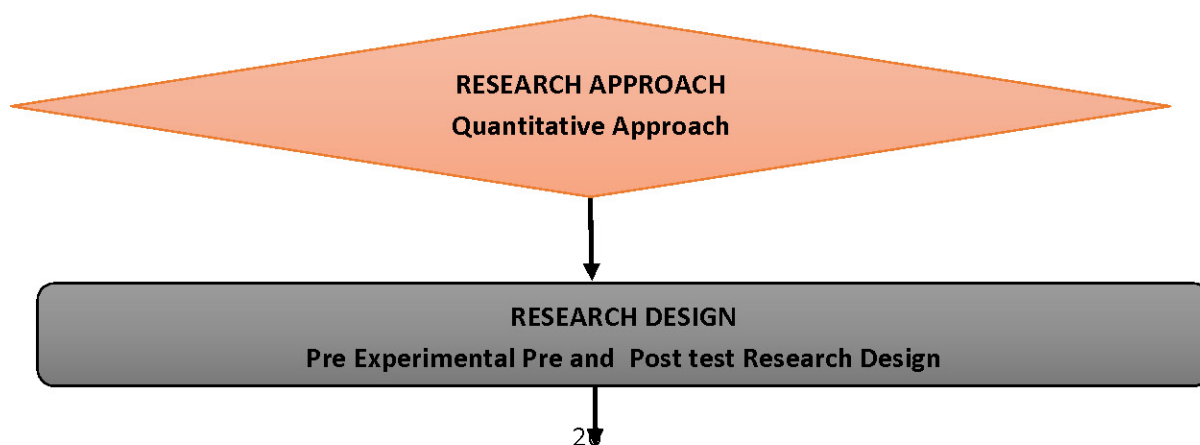 RESEARCH APPROACH
Quantitative Approach
RESEARCH DESIGN
Pre Experimental Pre and Post test Research Design